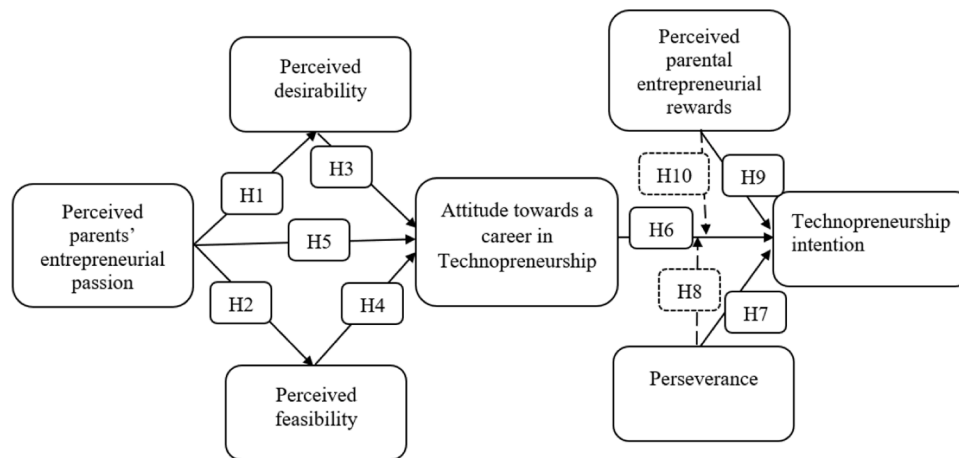 Perceived
desirability
Perceived
parental
entrepreneurial
rewards
H1
H3
H10
H9
Perceived
parents’
entrepreneurial
passion
H5
Attitude towards a
career in
Technopreneurship
H6
Technopreneurship
intention
H2
H4
H8
H7
Perceived
feasibility
Perseverance